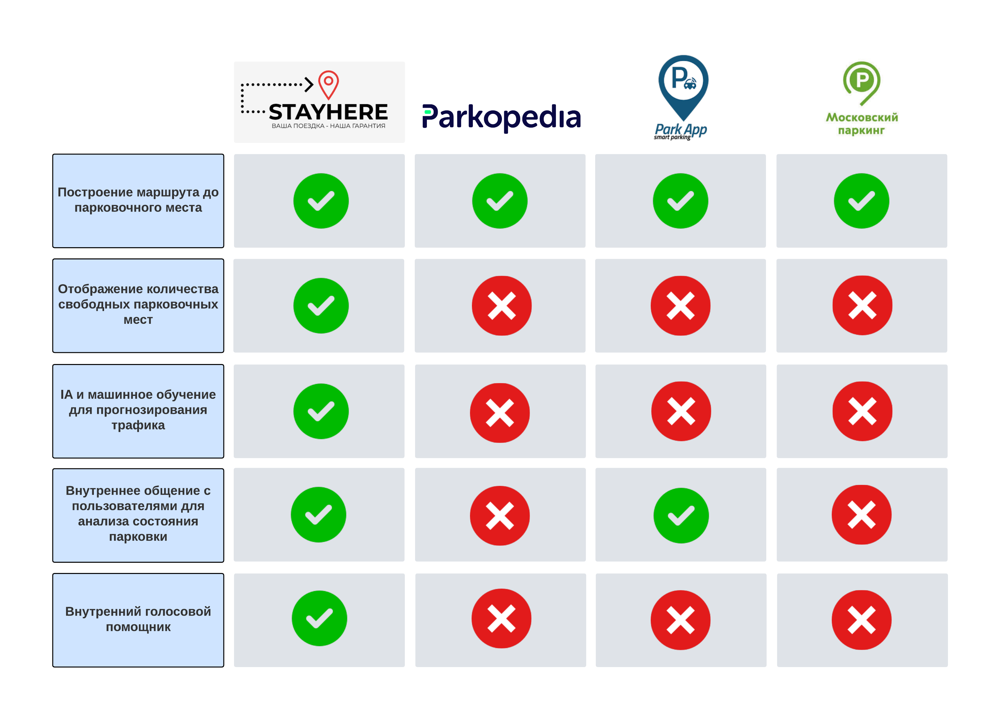 STAYHERE
ВАША ПОЕЗДКА - НАША ГАРАНТИЯ
Parkopedia
P
Park App
smart parking
P
Московский
паркинг
Построение маршрута до
парковочного места
Отображение количества
свободных парковочных
мест
IA и машинное обучение
для прогнозирования
трафика
Внутреннее общение с
пользователями для
анализа состояния
парковки
Внутренний голосовой
помощник